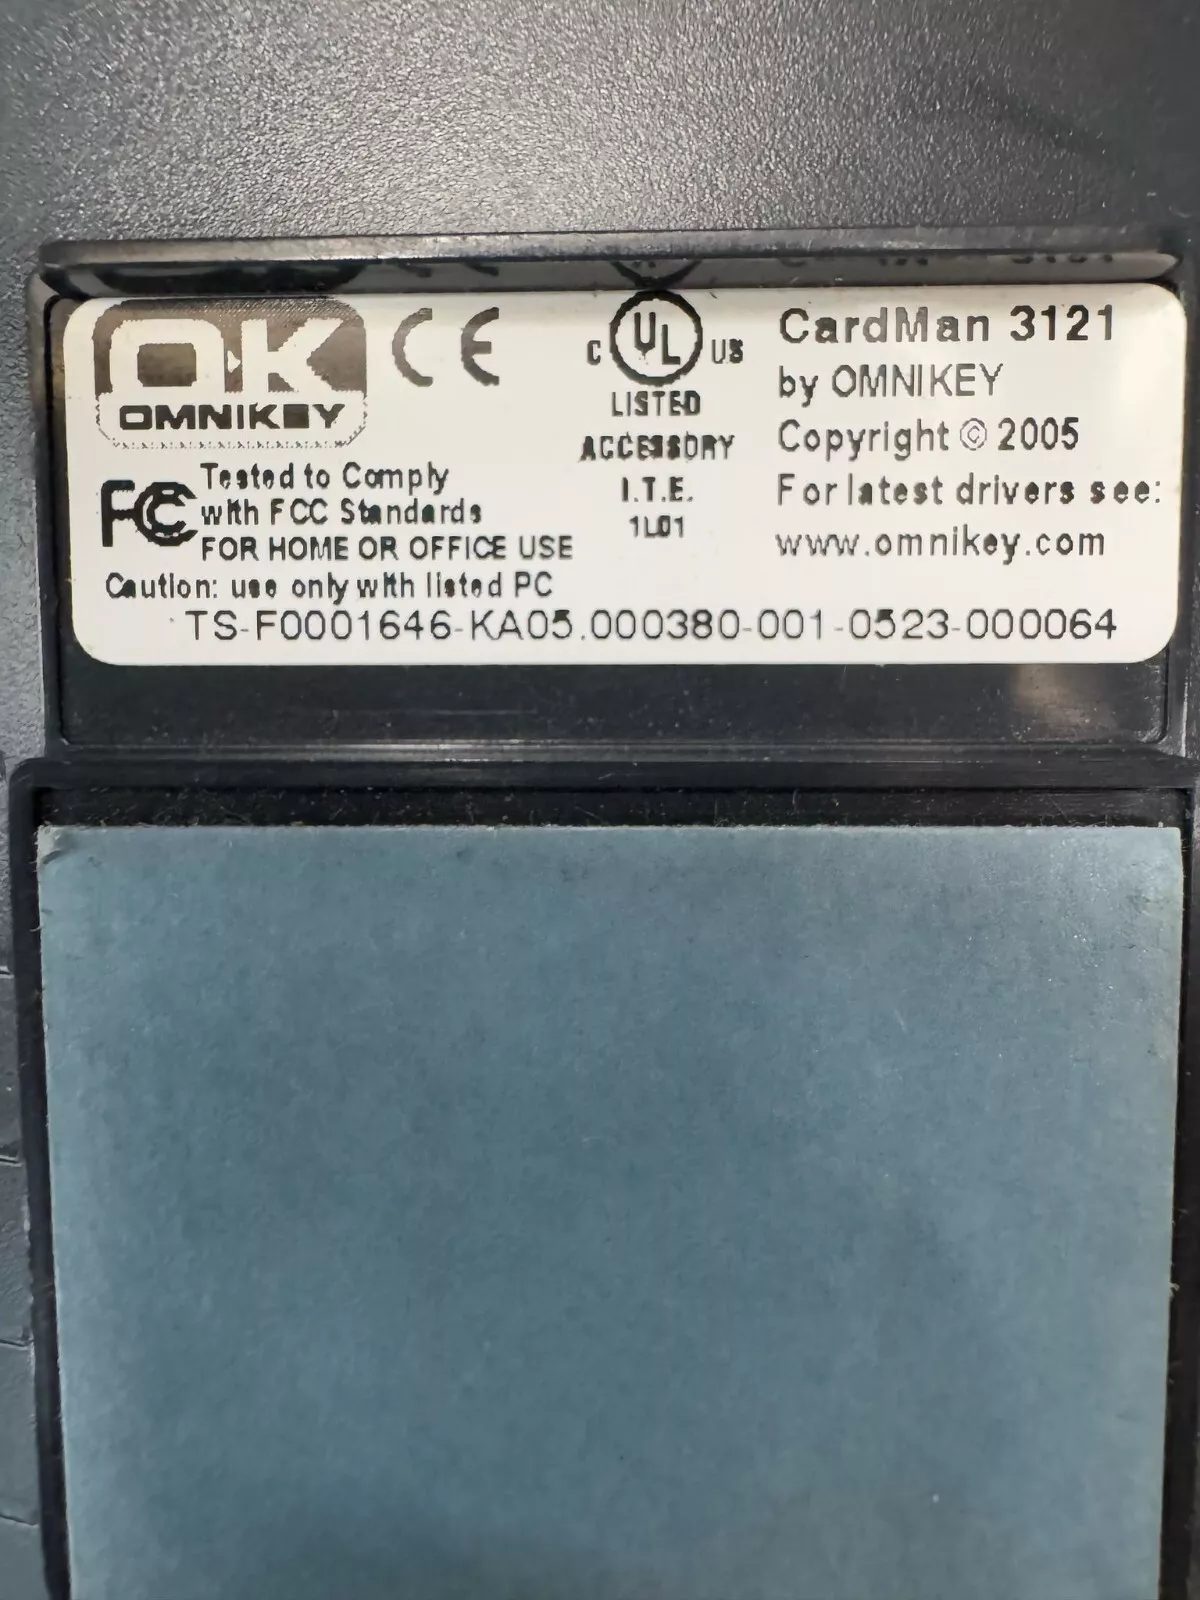 OK
OMNIKEY
CE
C UL US
LISTED
ACCESSORY
I.T.E.
1L01
CardMan 3121
by OMNIKEY
Copyright © 2005
For latest drivers see:
www.omnikey.com
FC Tested to Comply
with FCC Standards
FOR HOME OR OFFICE USE
Caution: use only with listed PC
TS-F0001646-KA05.000380-001-0523-000064